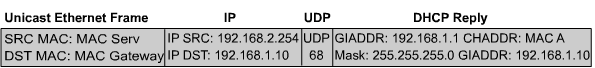 Unicast Ethernet Frame IP UDP DHCP Reply
SRC MAC: MAC Serv IP SRC: 192.168.2.254 UDP GIADDR: 192.168.1.1 CHADDR: MAC A
DST MAC: MAC Gateway IP DST: 192.168.1.10 68 Mask: 255.255.255.0 GIADDR: 192.168.1.10